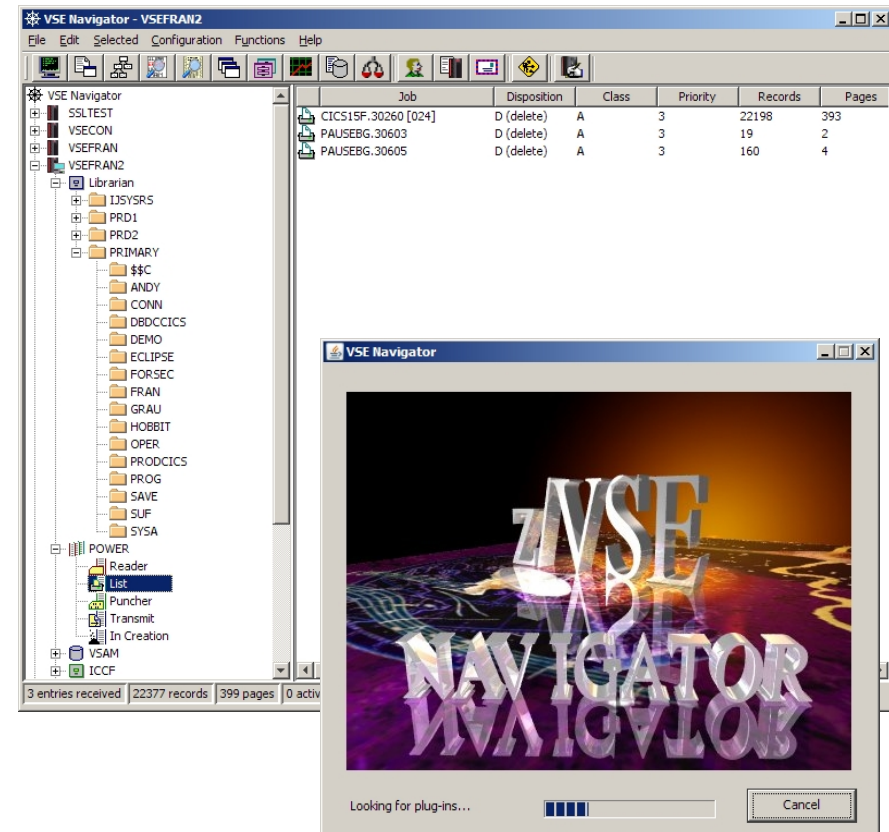 VSE Navigator - VSEFRAN2
File Edit Selected Configuration Functions Help
VSE Navigator
SSLTEST
VSECON
VSEFRAN
VSEFRAN2
Librarian
IJSYSRS
PRD1
PRD2
PRIMARY
$$C
ANDY
CONN
DBDCCICS
DEMO
ECLIPSE
FORSEC
FRAN
GRAU
HOBBIT
OPER
PRODCICS
PROG
SAVE
SUF
SYSA
POWER
Reader
List
Puncher
Transmit
In Creation
VSAM
ICCF
Job Disposition Class Priority Records Pages
CICS15F.30260 [024] D (delete) A 3 22198 393
PAUSEBG.30603 D (delete) A 3 19 2
PAUSEBG.30605 D (delete) A 3 160 4
3 entries received 22377 records 399 pages 0 activ
VSE Navigator
z/VSE
NAVIGATOR
Looking for plug-ins...
Cancel